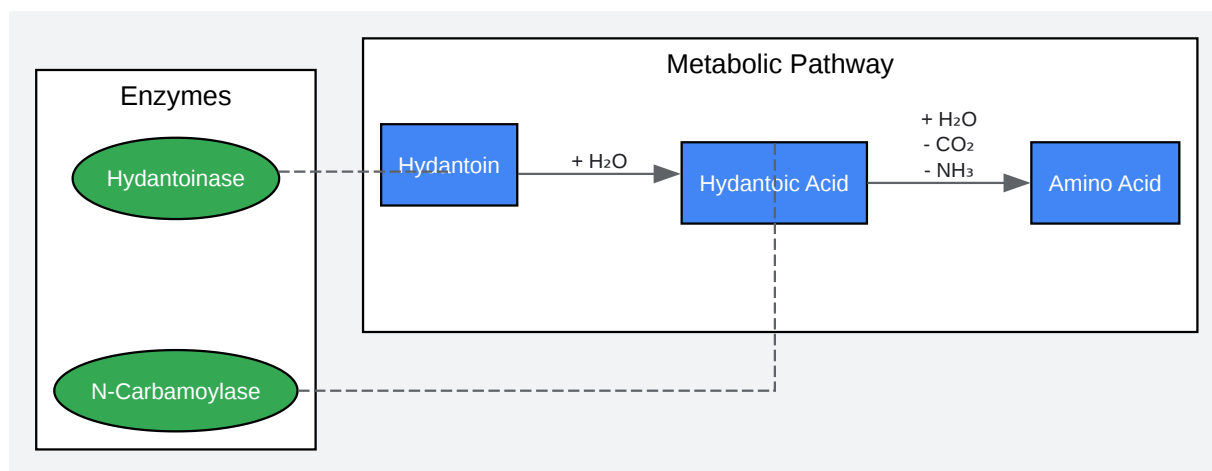 Enzymes
Hydantoinase
N-Carbamoylase
Metabolic Pathway
Hydantoin
+ H₂O
Hydantoic Acid
+ H₂O
- CO₂
- NH₃
Amino Acid